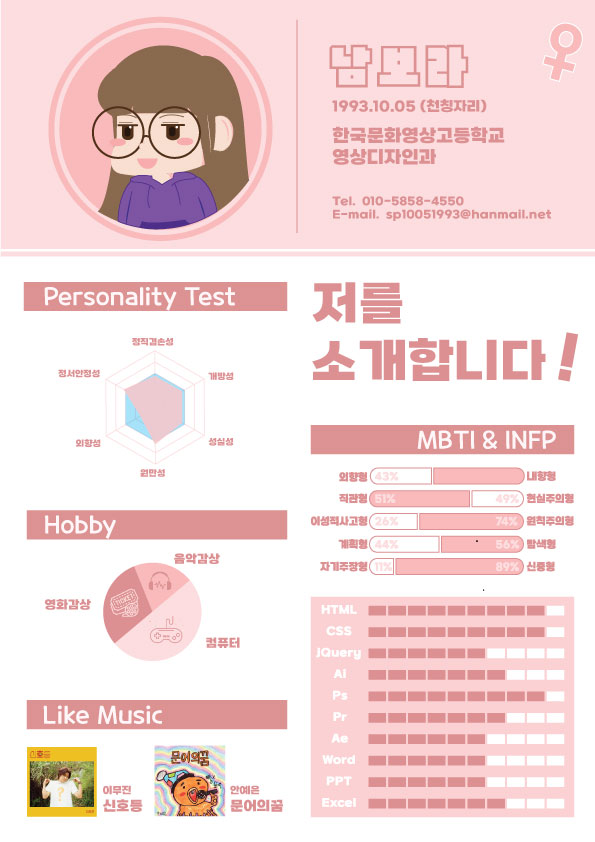 남보라
1993.10.05 (천칭자리)
한국문화영상고등학교
영상디자인과
Tel. 010-5858-4550
E-mail. sp10051993@hanmail.net
Personality Test
정직겸손성
정서안정성
개방성
외향성
성실성
원만성
Hobby
음악감상
영화감상
TICKET
컴퓨터
Like Music
신호등
이무진
신호등
문어의꿈
안예은
문어의꿈
저를
소개합니다!
MBTI & INFP
외향형 43% 내향형
직관형 51% 49% 현실주의형
이성적사고형 26% 74% 원칙주의형
계획형 44% 56% 탐색형
자기주장형 11% 89% 신중형
HTML
CSS
jQuery
Ai
Ps
Pr
Ae
Word
PPT
Excel